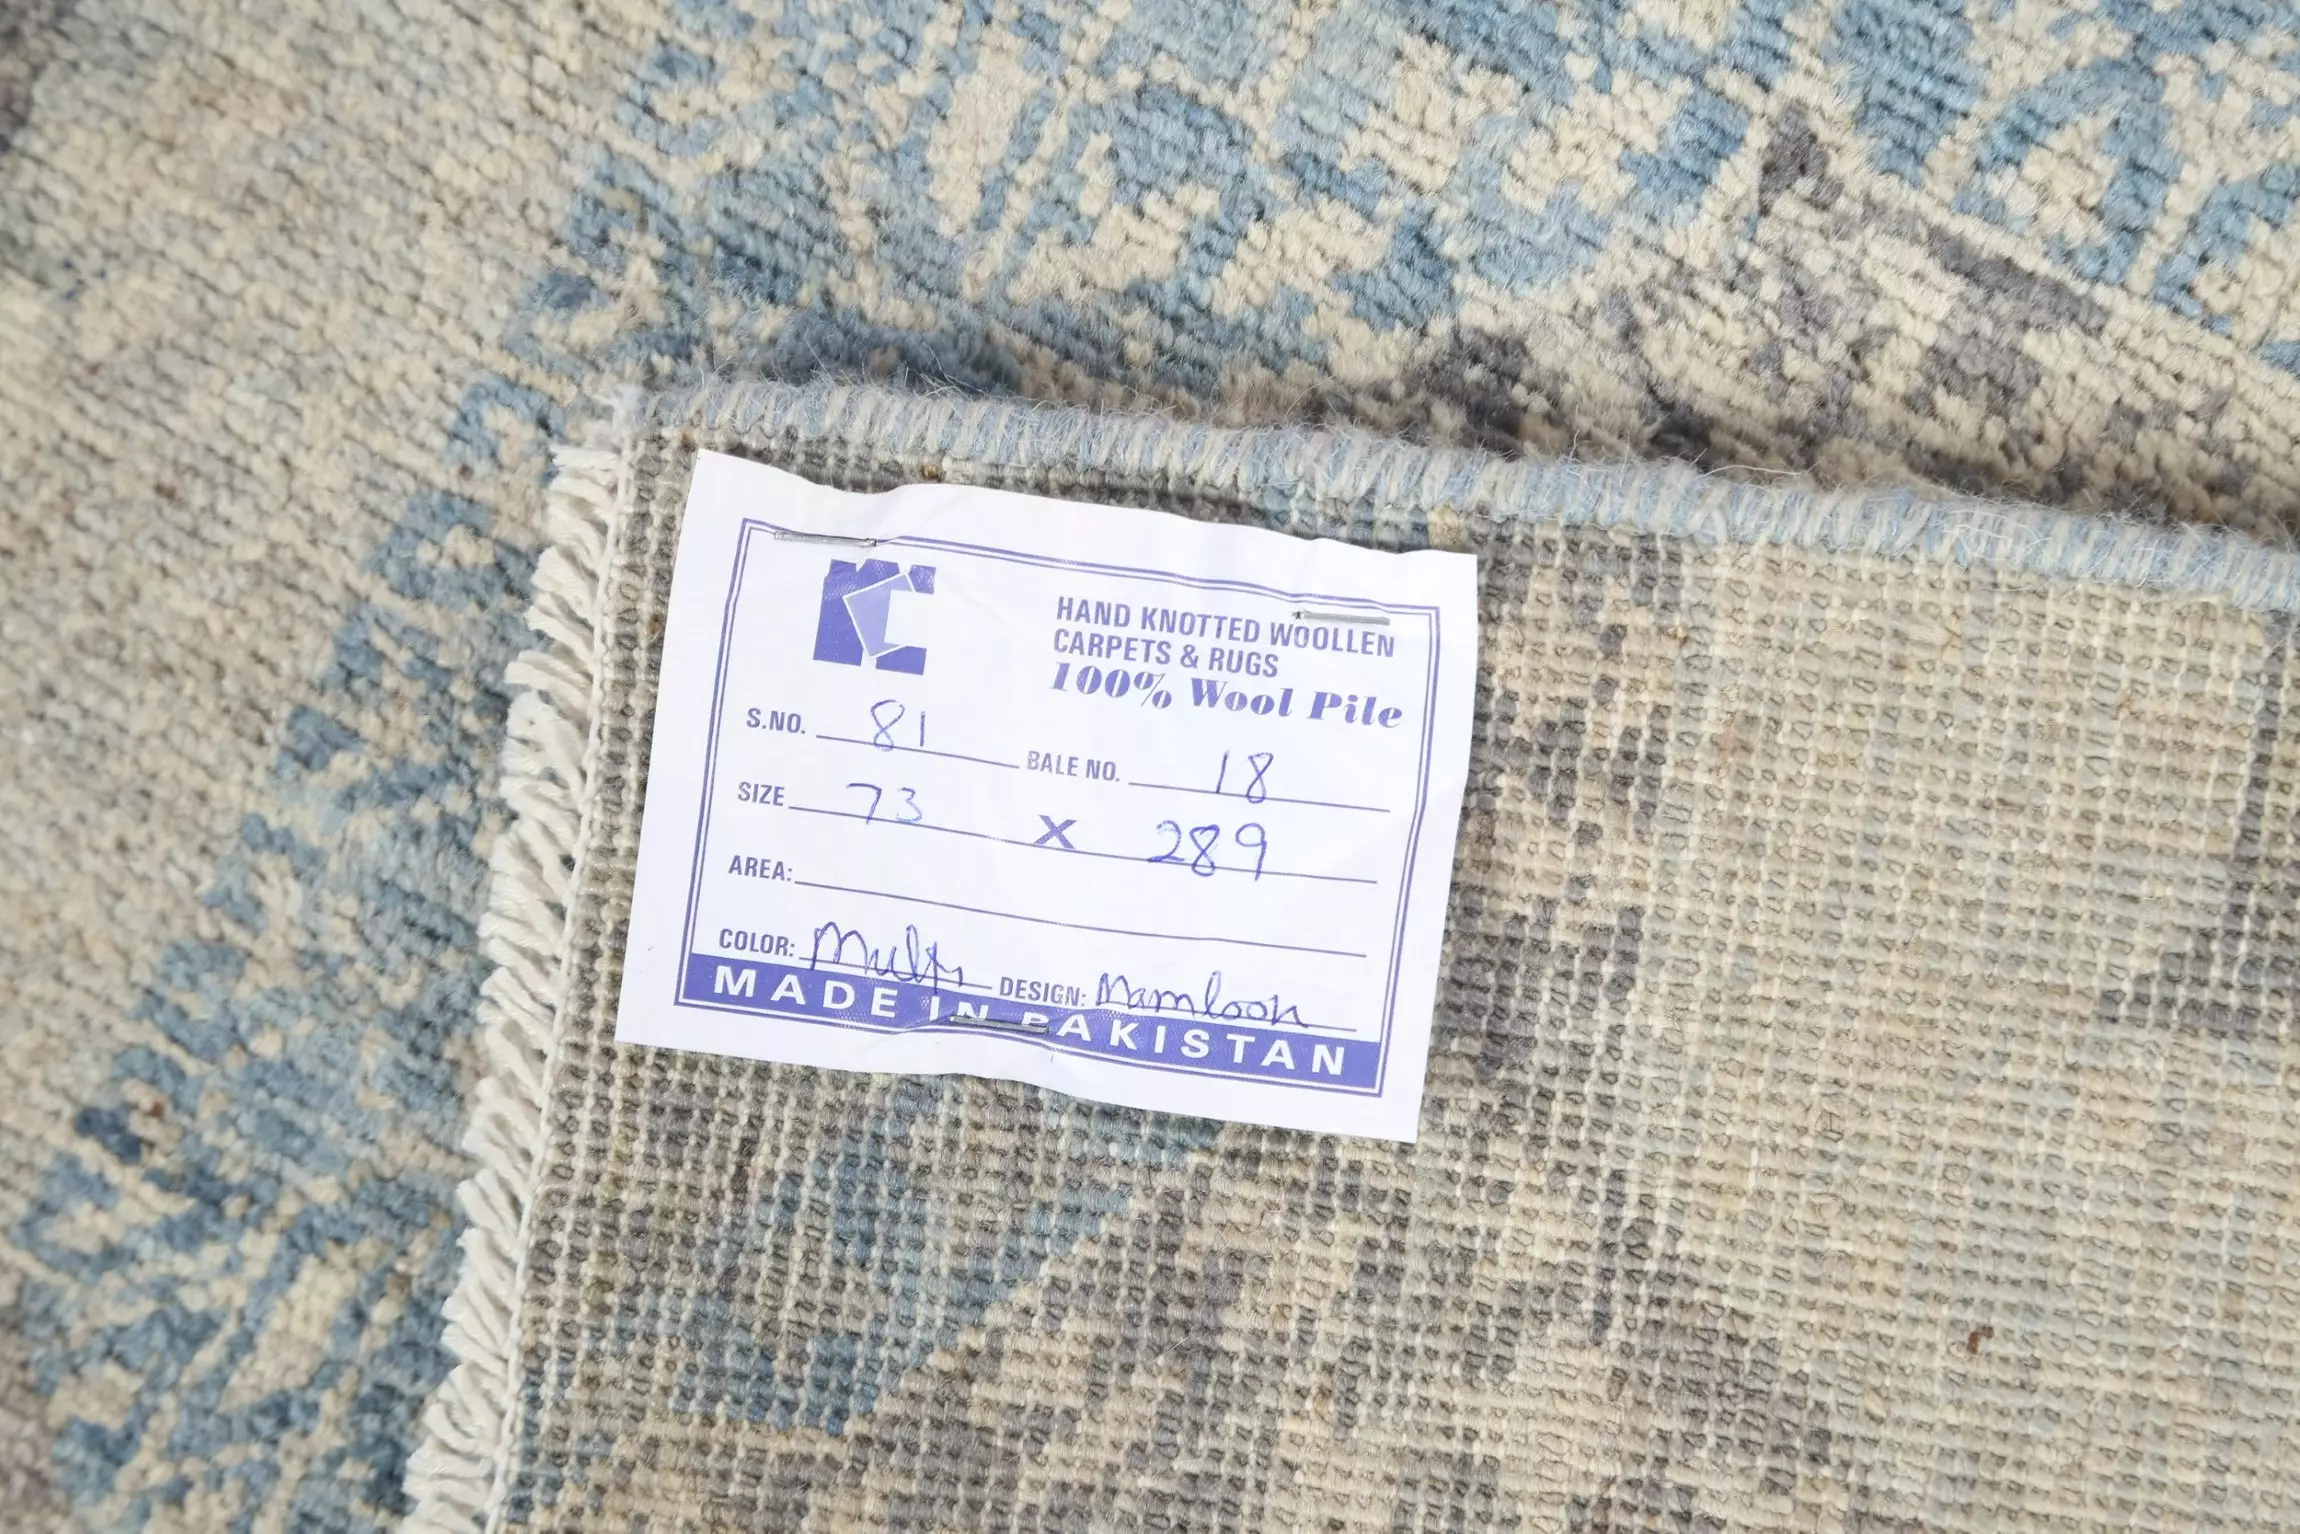 KC
HAND KNOTTED WOOLLEN
CARPETS & RUGS
100% Wool Pile
S.NO. 81 BALE NO. 18
SIZE 73 X 289
AREA:
COLOR: Multi DESIGN: Mamlook
MADE IN PAKISTAN